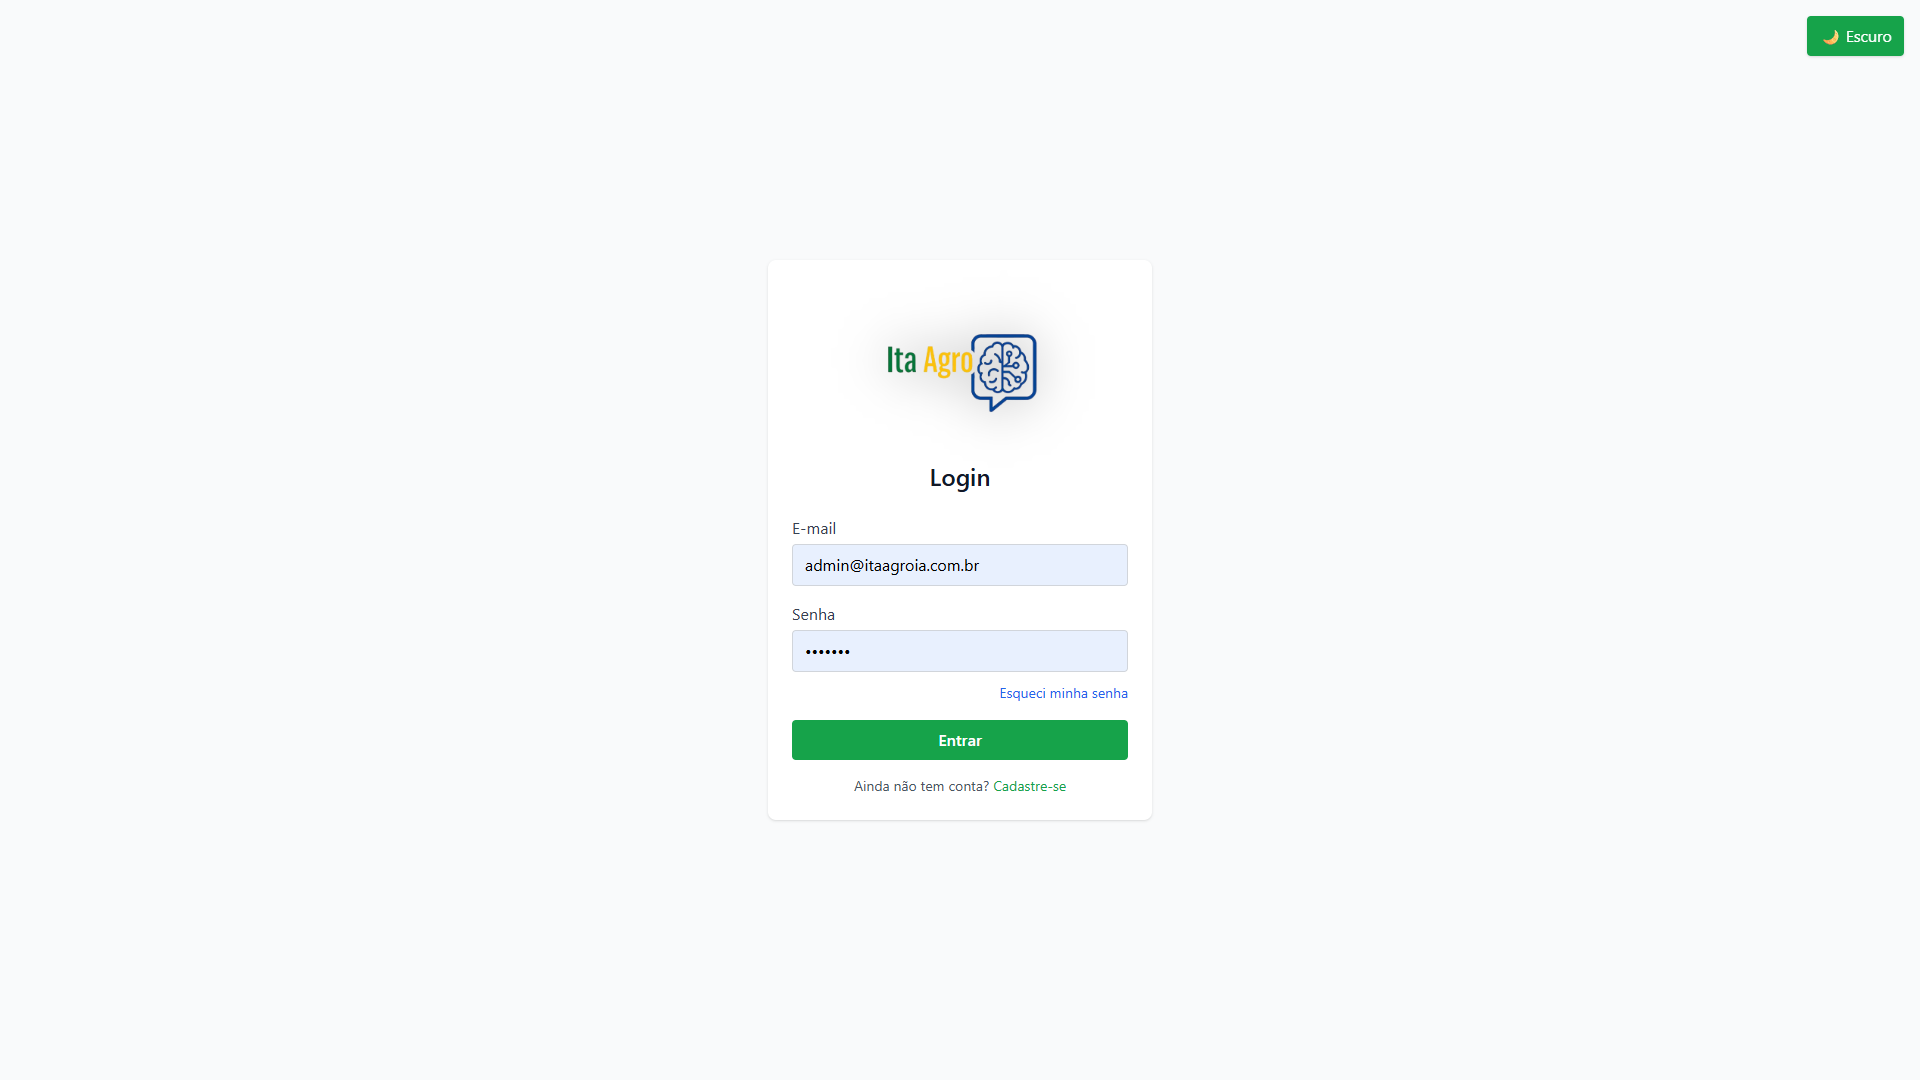 🌙 Escuro
Ita Agro
Login
E-mail
admin@itaagroia.com.br
Senha
•••••••
Esqueci minha senha
Entrar
Ainda não tem conta? Cadastre-se